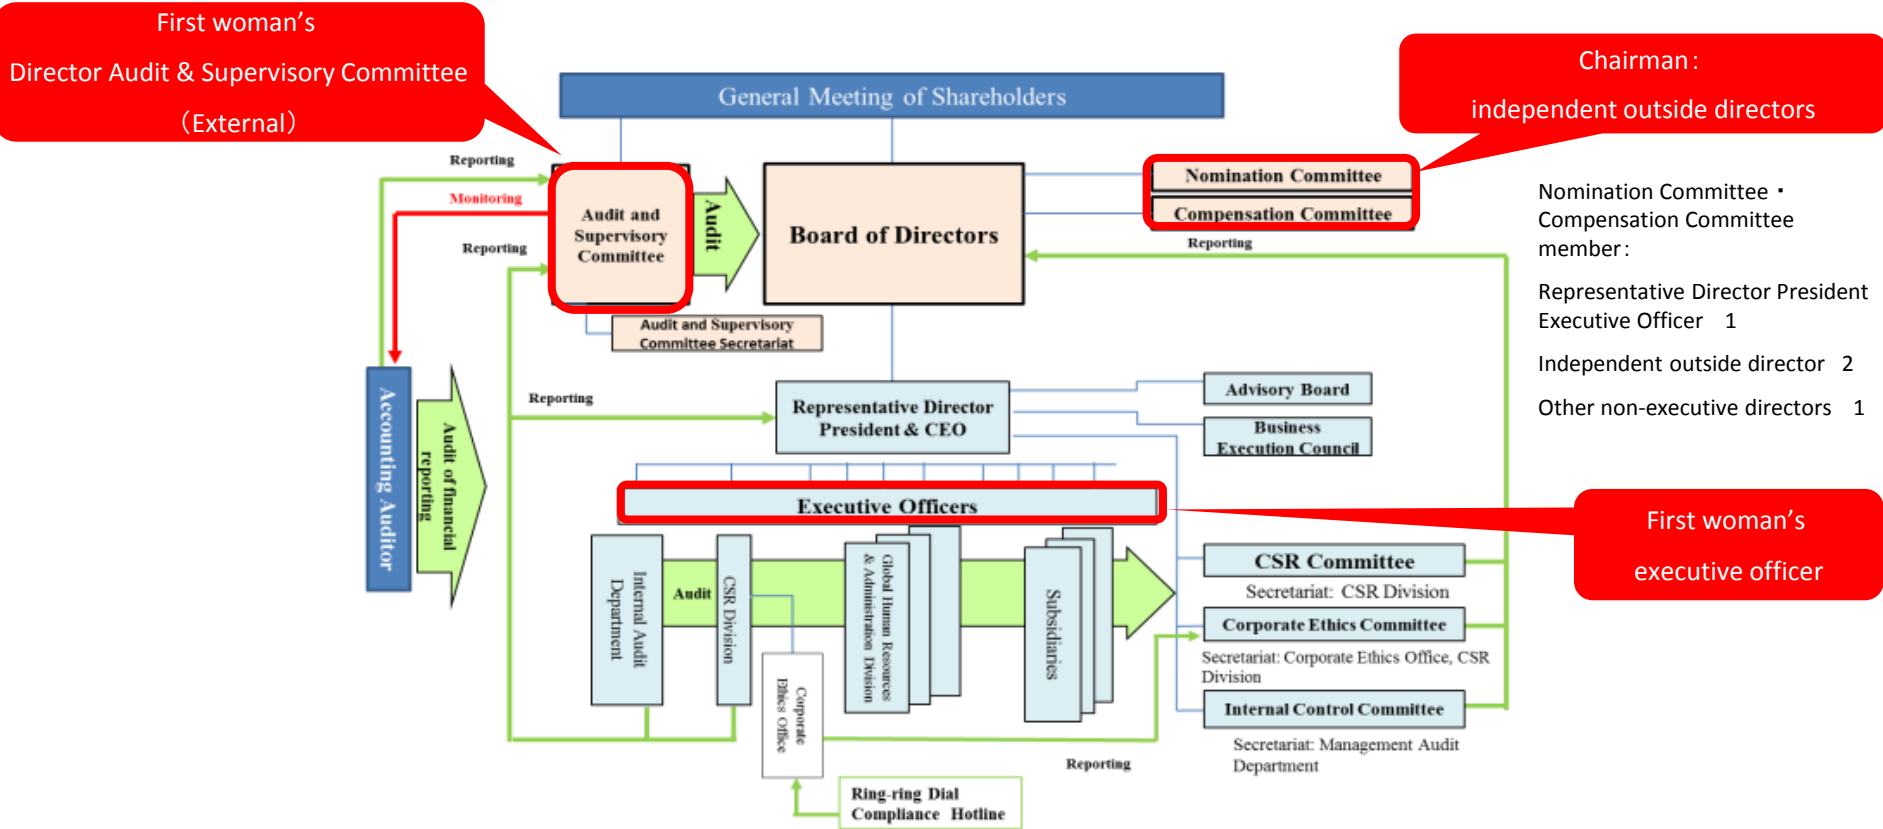 First woman's
Director Audit & Supervisory Committee
（External）
Chairman：
independent outside directors
General Meeting of Shareholders
Reporting
Monitoring
Reporting
Audit and
Supervisory
Committee
Audit
Board of Directors
Nomination Committee
Compensation Committee
Reporting
Nomination Committee・
Compensation Committee
member：
Representative Director President
Executive Officer 1
Independent outside director 2
Other non-executive directors 1
Audit and Supervisory
Committee Secretariat
Accounting Auditor
Audit of financial
reporting
Reporting
Representative Director
President & CEO
Advisory Board
Business
Execution Council
Executive Officers
First woman's
executive officer
Internal Audit
Department
Audit
CSR Division
Global Human Resources
& Administration Division
Subsidiaries
CSR Committee
Secretariat: CSR Division
Corporate Ethics Committee
Secretariat: Corporate Ethics Office, CSR
Division
Internal Control Committee
Secretariat: Management Audit
Department
Corporate
Ethics Office
Reporting
Ring-ring Dial
Compliance Hotline